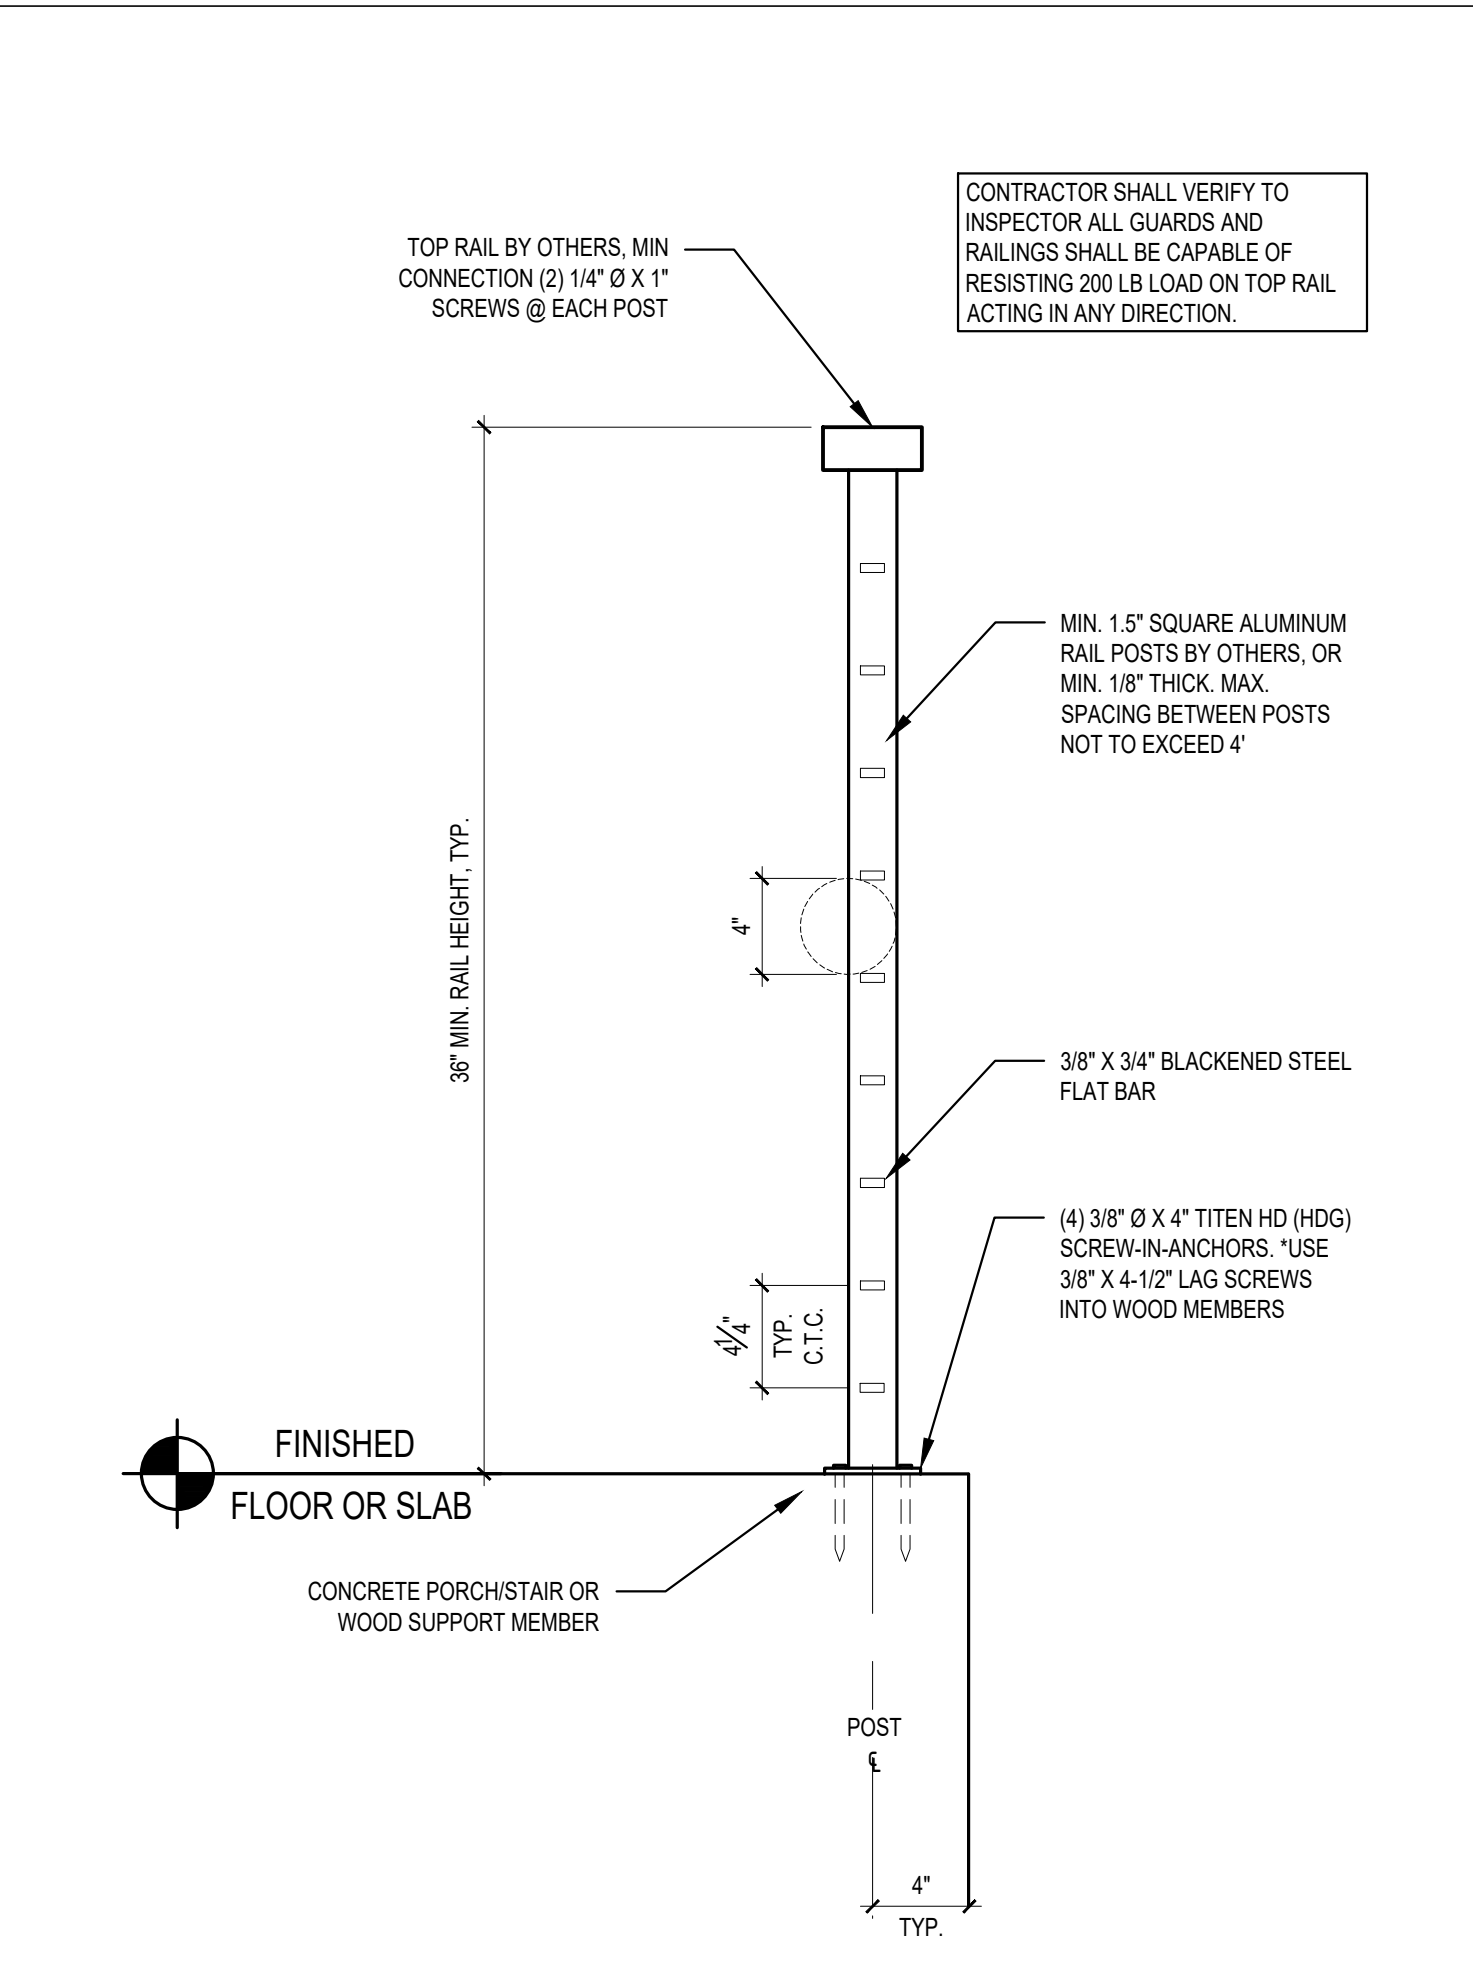 CONTRACTOR SHALL VERIFY TO
INSPECTOR ALL GUARDS AND
RAILINGS SHALL BE CAPABLE OF
RESISTING 200 LB LOAD ON TOP RAIL
ACTING IN ANY DIRECTION.
TOP RAIL BY OTHERS, MIN
CONNECTION (2) 1/4" Ø X 1"
SCREWS @ EACH POST
MIN. 1.5" SQUARE ALUMINUM
RAIL POSTS BY OTHERS, OR
MIN. 1/8" THICK. MAX.
SPACING BETWEEN POSTS
NOT TO EXCEED 4'
36" MIN. RAIL HEIGHT, TYP.
4"
3/8" X 3/4" BLACKENED STEEL
FLAT BAR
(4) 3/8" Ø X 4" TITEN HD (HDG)
SCREW-IN-ANCHORS. *USE
3/8" X 4-1/2" LAG SCREWS
INTO WOOD MEMBERS
4 1/4"
TYP.
C.T.C.
FINISHED
FLOOR OR SLAB
CONCRETE PORCH/STAIR OR
WOOD SUPPORT MEMBER
POST
℄
4"
TYP.